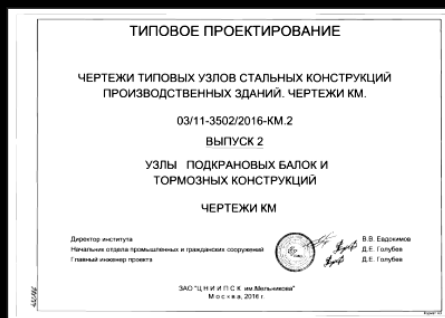 ТИПОВОЕ ПРОЕКТИРОВАНИЕ
ЧЕРТЕЖИ ТИПОВЫХ УЗЛОВ СТАЛЬНЫХ КОНСТРУКЦИЙ
ПРОИЗВОДСТВЕННЫХ ЗДАНИЙ. ЧЕРТЕЖИ КМ.
03/11-3502/2016-КМ.2
ВЫПУСК 2
УЗЛЫ ПОДКРАНОВЫХ БАЛОК И
ТОРМОЗНЫХ КОНСТРУКЦИЙ
ЧЕРТЕЖИ КМ
Директор института В.В. Евдокимов
Начальник отдела промышленных и гражданских сооружений Д.Е. Голубев
Главный инженер проекта Д.Е. Голубев
ЗАО "ЦНИИПСК им.Мельникова"
Москва, 2016 г